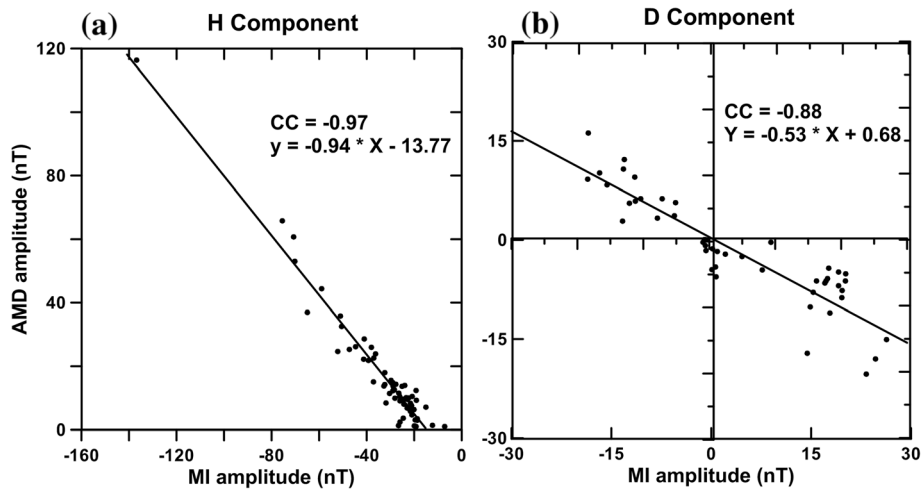 (a)
H Component
120
80
40
0
AMD amplitude (nT)
CC = -0.97
y = -0.94 * X - 13.77
-160
-120
-80
-40
0
MI amplitude (nT)
(b)
D Component
30
15
0
-15
-30
CC = -0.88
Y = -0.53 * X + 0.68
-30
-15
0
15
30
MI amplitude (nT)